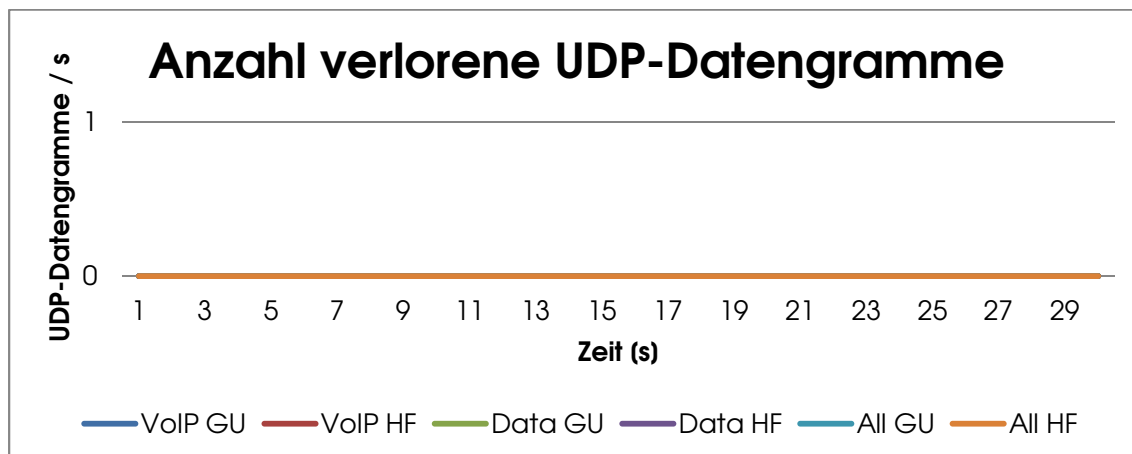 Anzahl verlorene UDP-Datengramme
UDP-Datengramme / s
1
0
1 3 5 7 9 11 13 15 17 19 21 23 25 27 29
Zeit (s)
VoIP GU VoIP HF Data GU Data HF All GU All HF